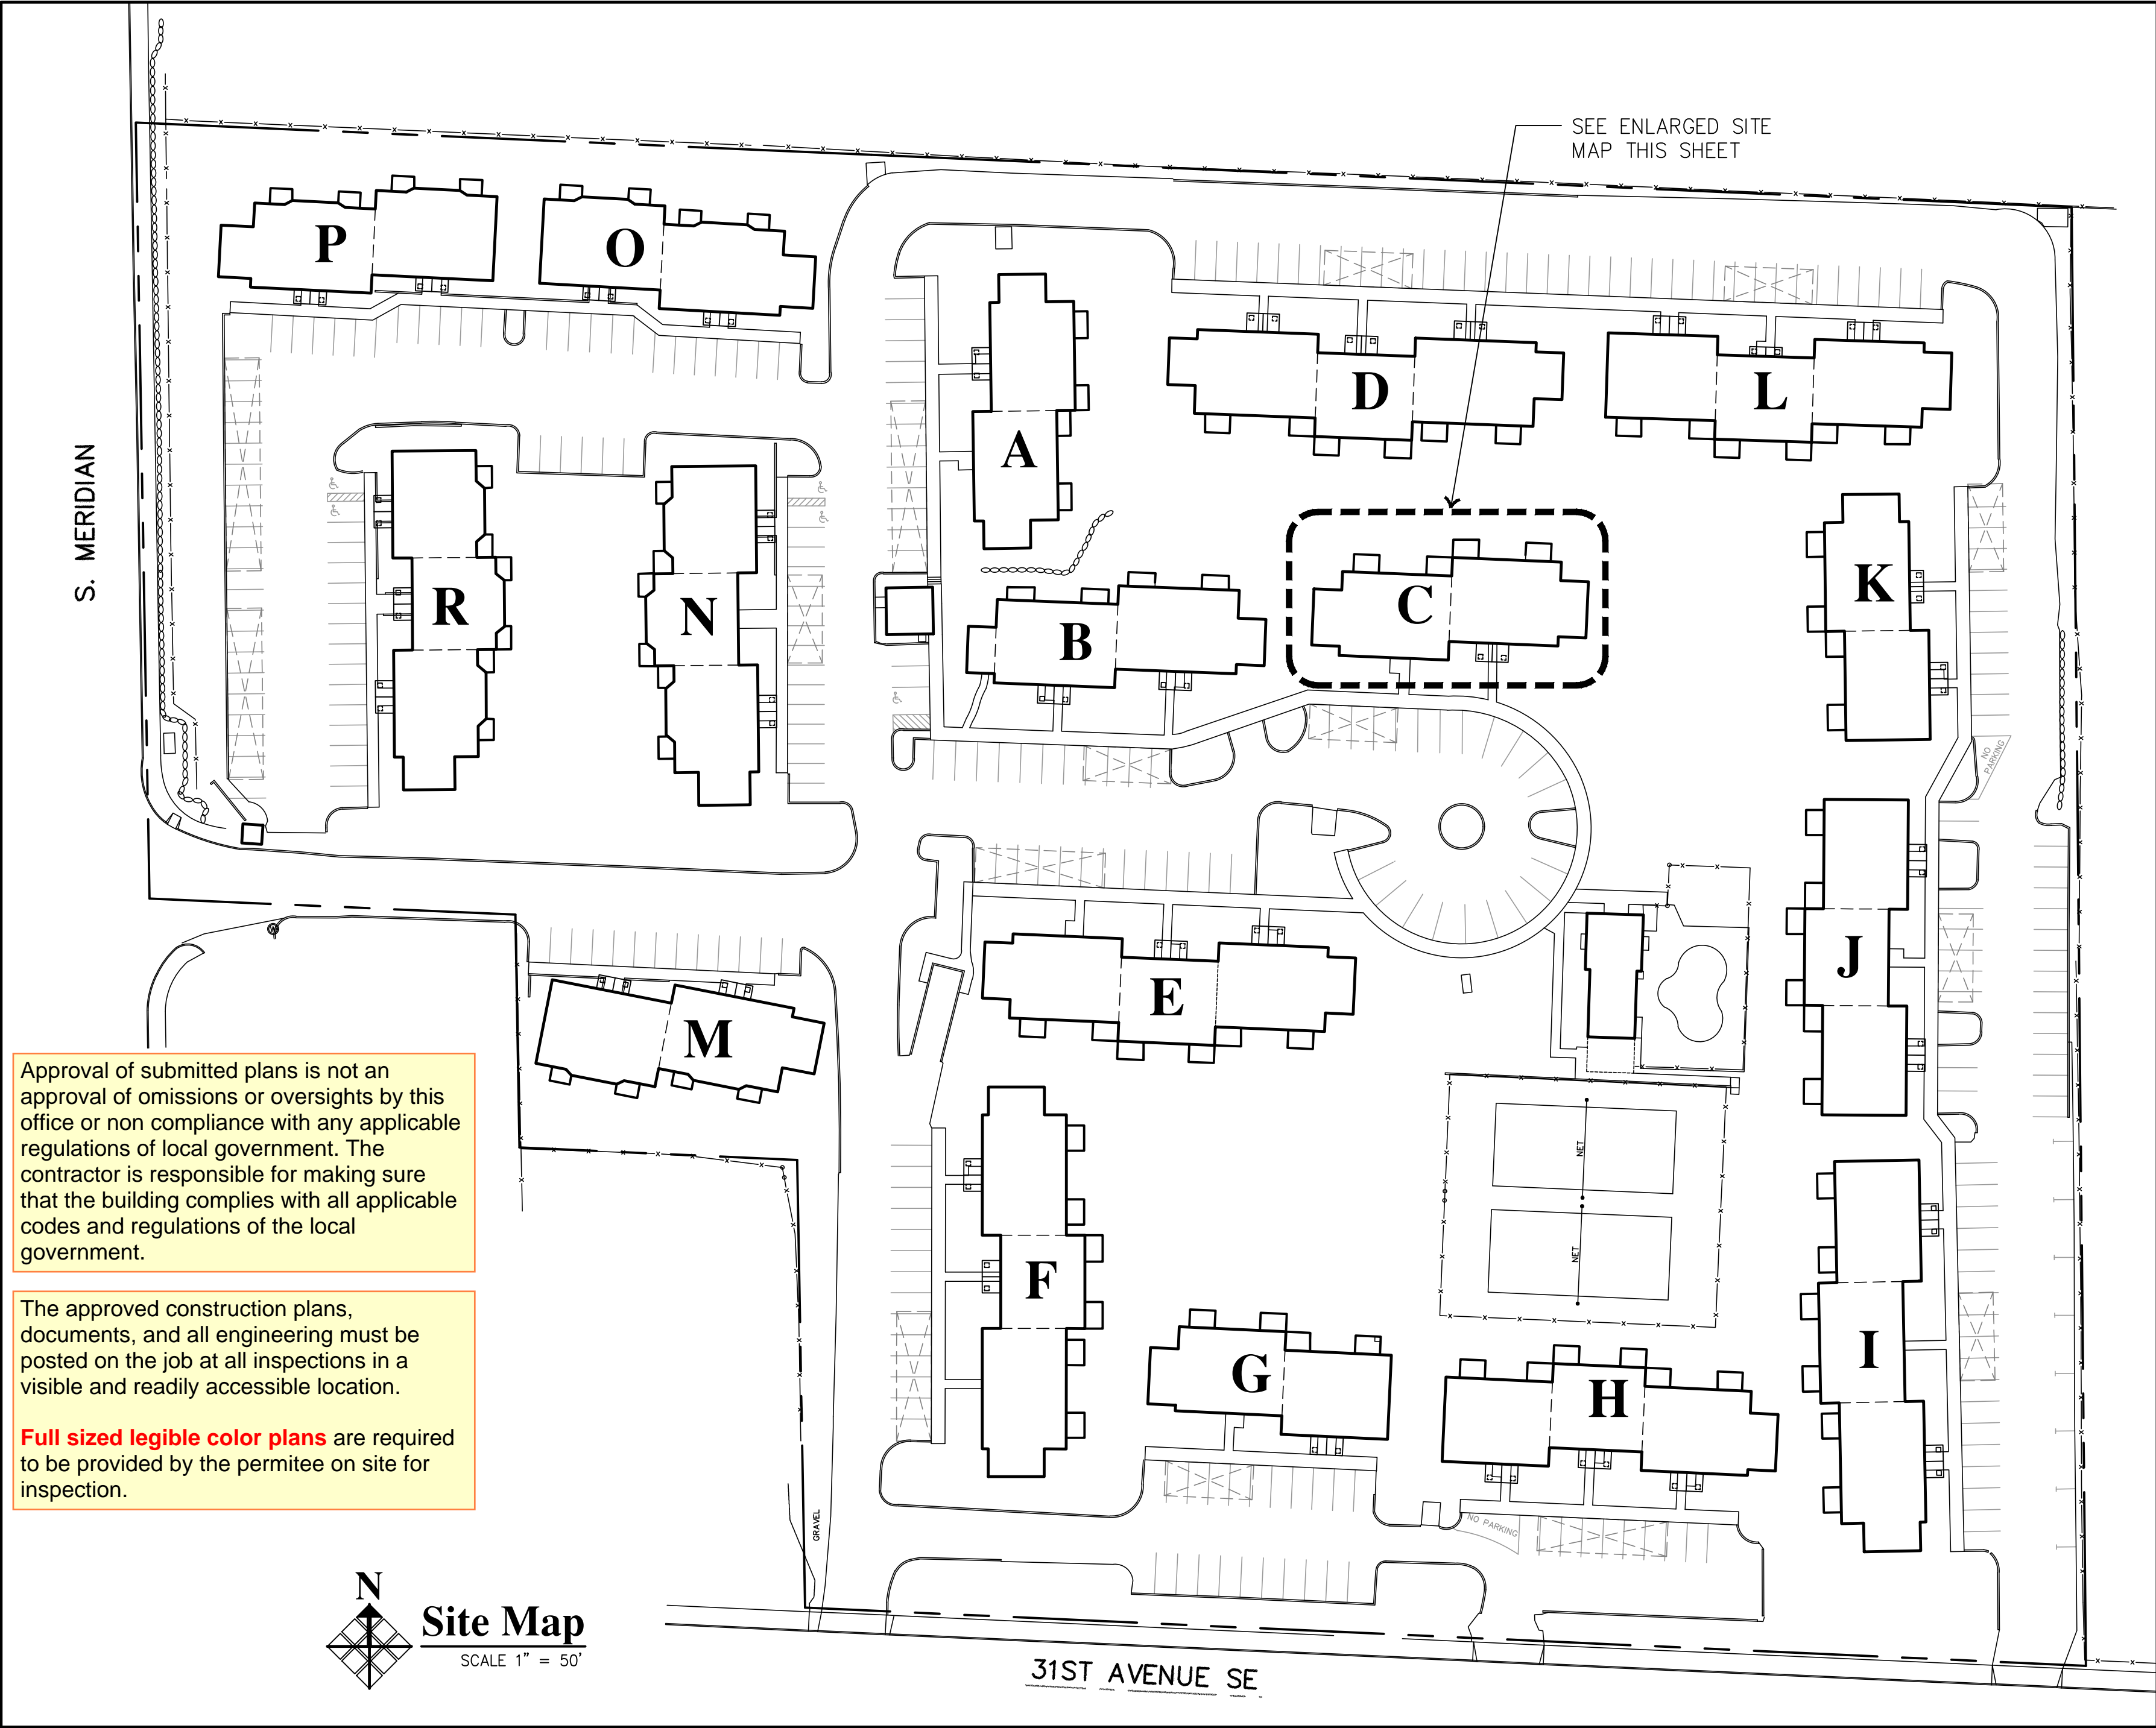 SEE ENLARGED SITE
MAP THIS SHEET
P
O
A
D
L
S. MERIDIAN
R
N
B
C
K
NO
PARKING
M
E
J
W
Approval of submitted plans is not an
approval of omissions or oversights by this
office or non compliance with any applicable
regulations of local government. The
contractor is responsible for making sure
that the building complies with all applicable
codes and regulations of the local
government.
NET
NET
F
G
H
I
The approved construction plans,
documents, and all engineering must be
posted on the job at all inspections in a
visible and readily accessible location.
Full sized legible color plans are required
to be provided by the permitee on site for
inspection.
GRAVEL
NO PARKING
N
Site Map
SCALE 1" = 50'
31ST AVENUE SE